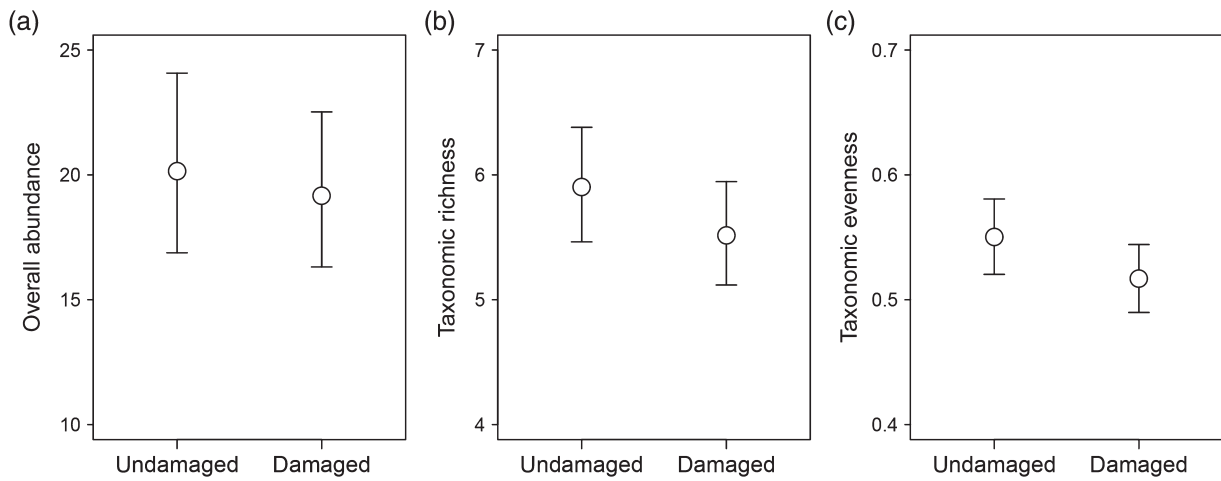 (a)
Overall abundance
25
20
15
10
Undamaged Damaged
(b)
Taxonomic richness
7
6
5
4
Undamaged Damaged
(c)
Taxonomic evenness
0.7
0.6
0.5
0.4
Undamaged Damaged